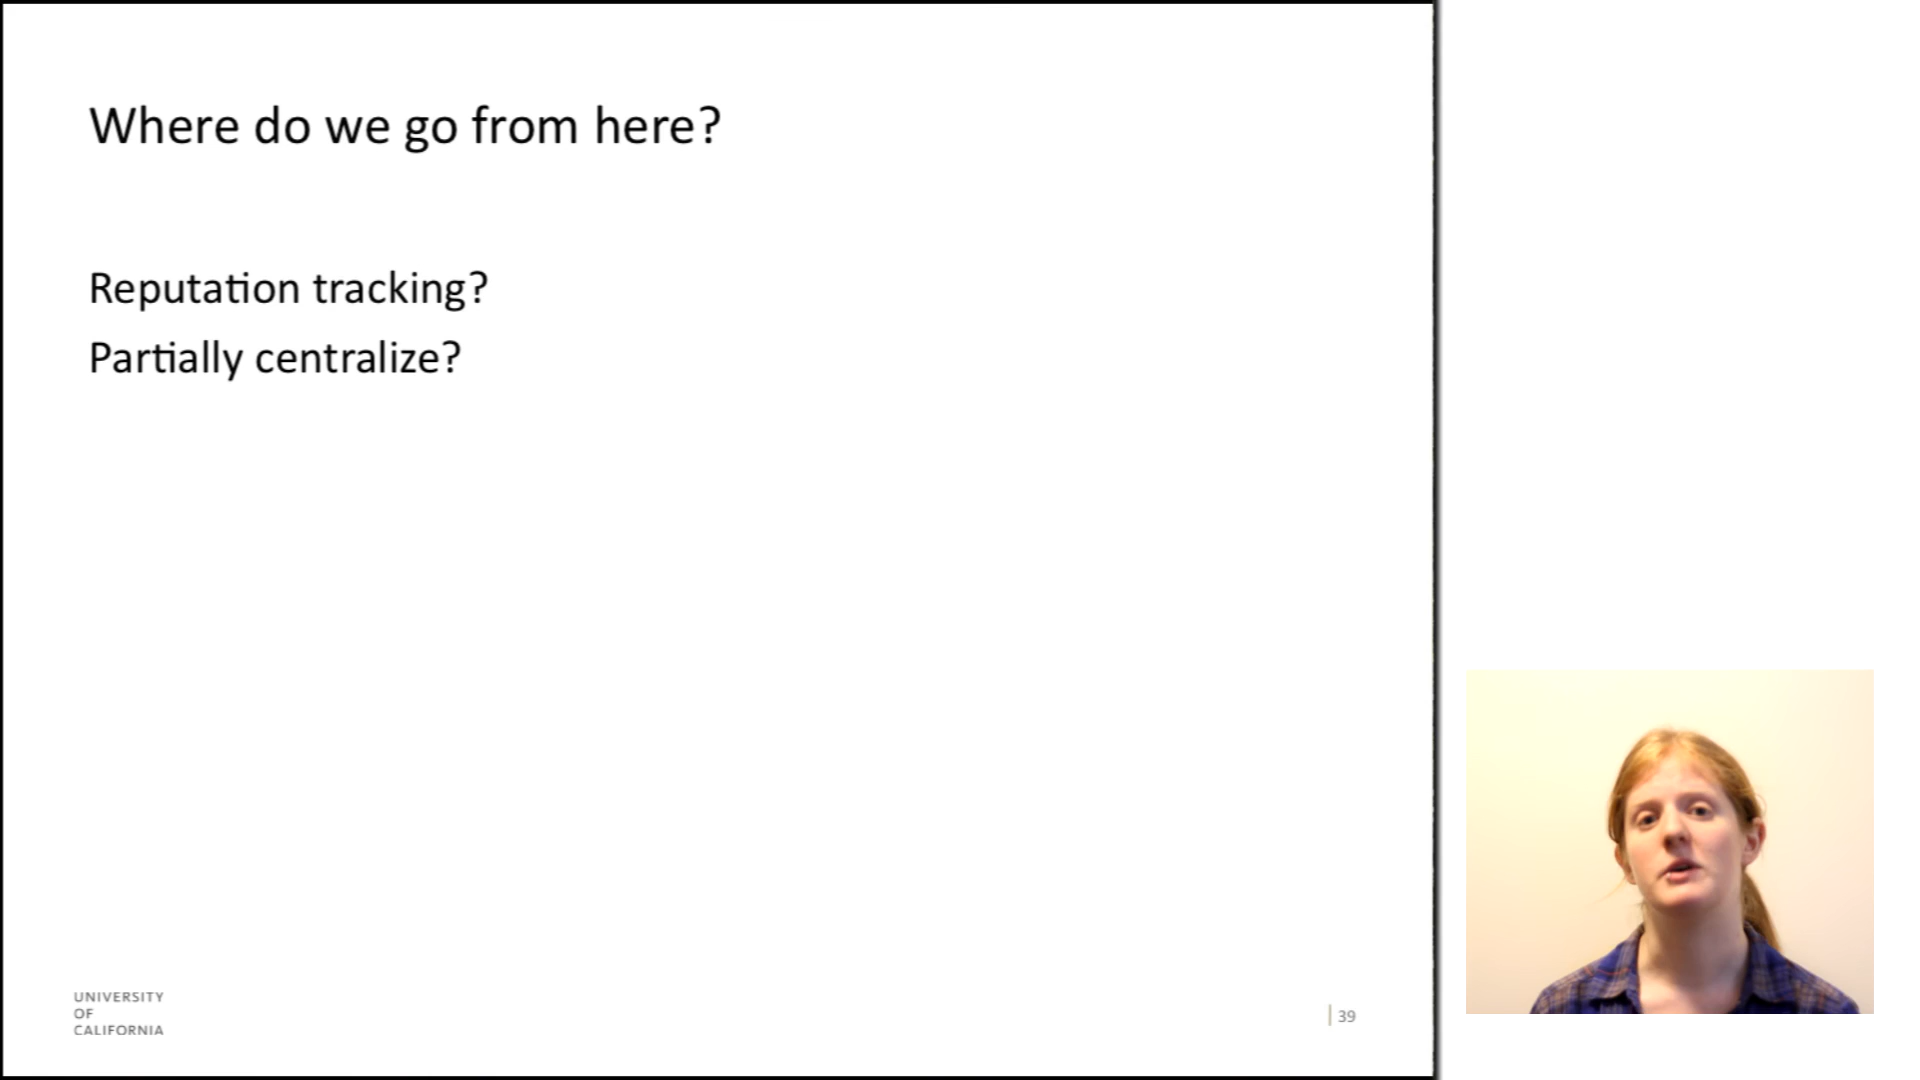 Where do we go from here?
Reputation tracking?
Partially centralize?
UNIVERSITY
OF
CALIFORNIA
39